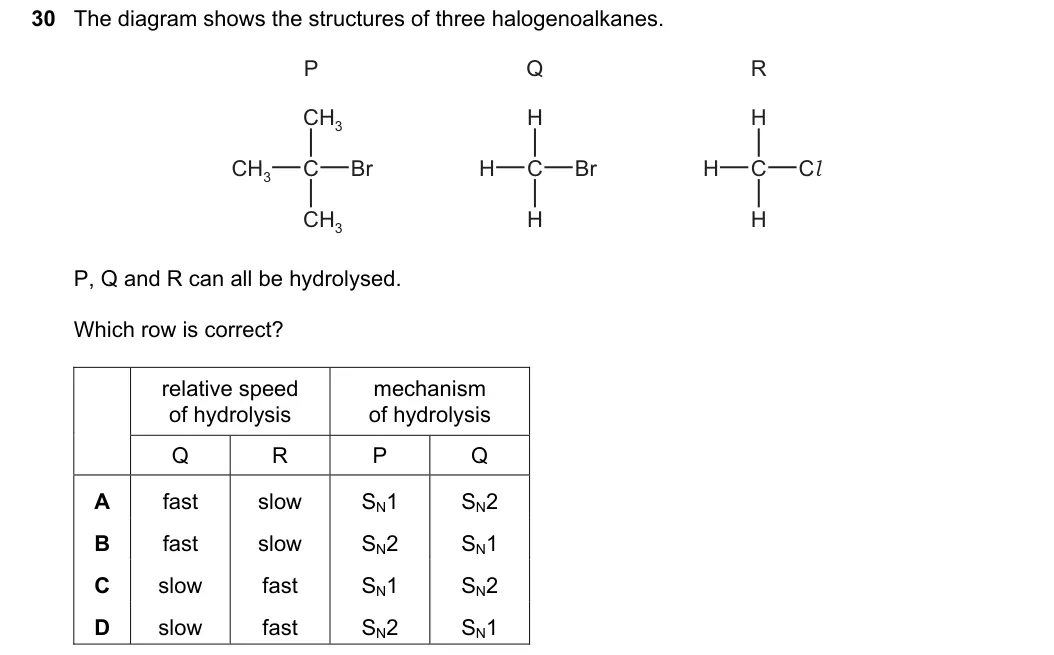 30 The diagram shows the structures of three halogenoalkanes.
P Q R
CH₃ H H
CH₃ C Br H C Br H C Cl
CH₃ H H
P, Q and R can all be hydrolysed.
Which row is correct?
relative speed mechanism
of hydrolysis of hydrolysis
Q R P Q
A fast slow SN1 SN2
B fast slow SN2 SN1
C slow fast SN1 SN2
D slow fast SN2 SN1